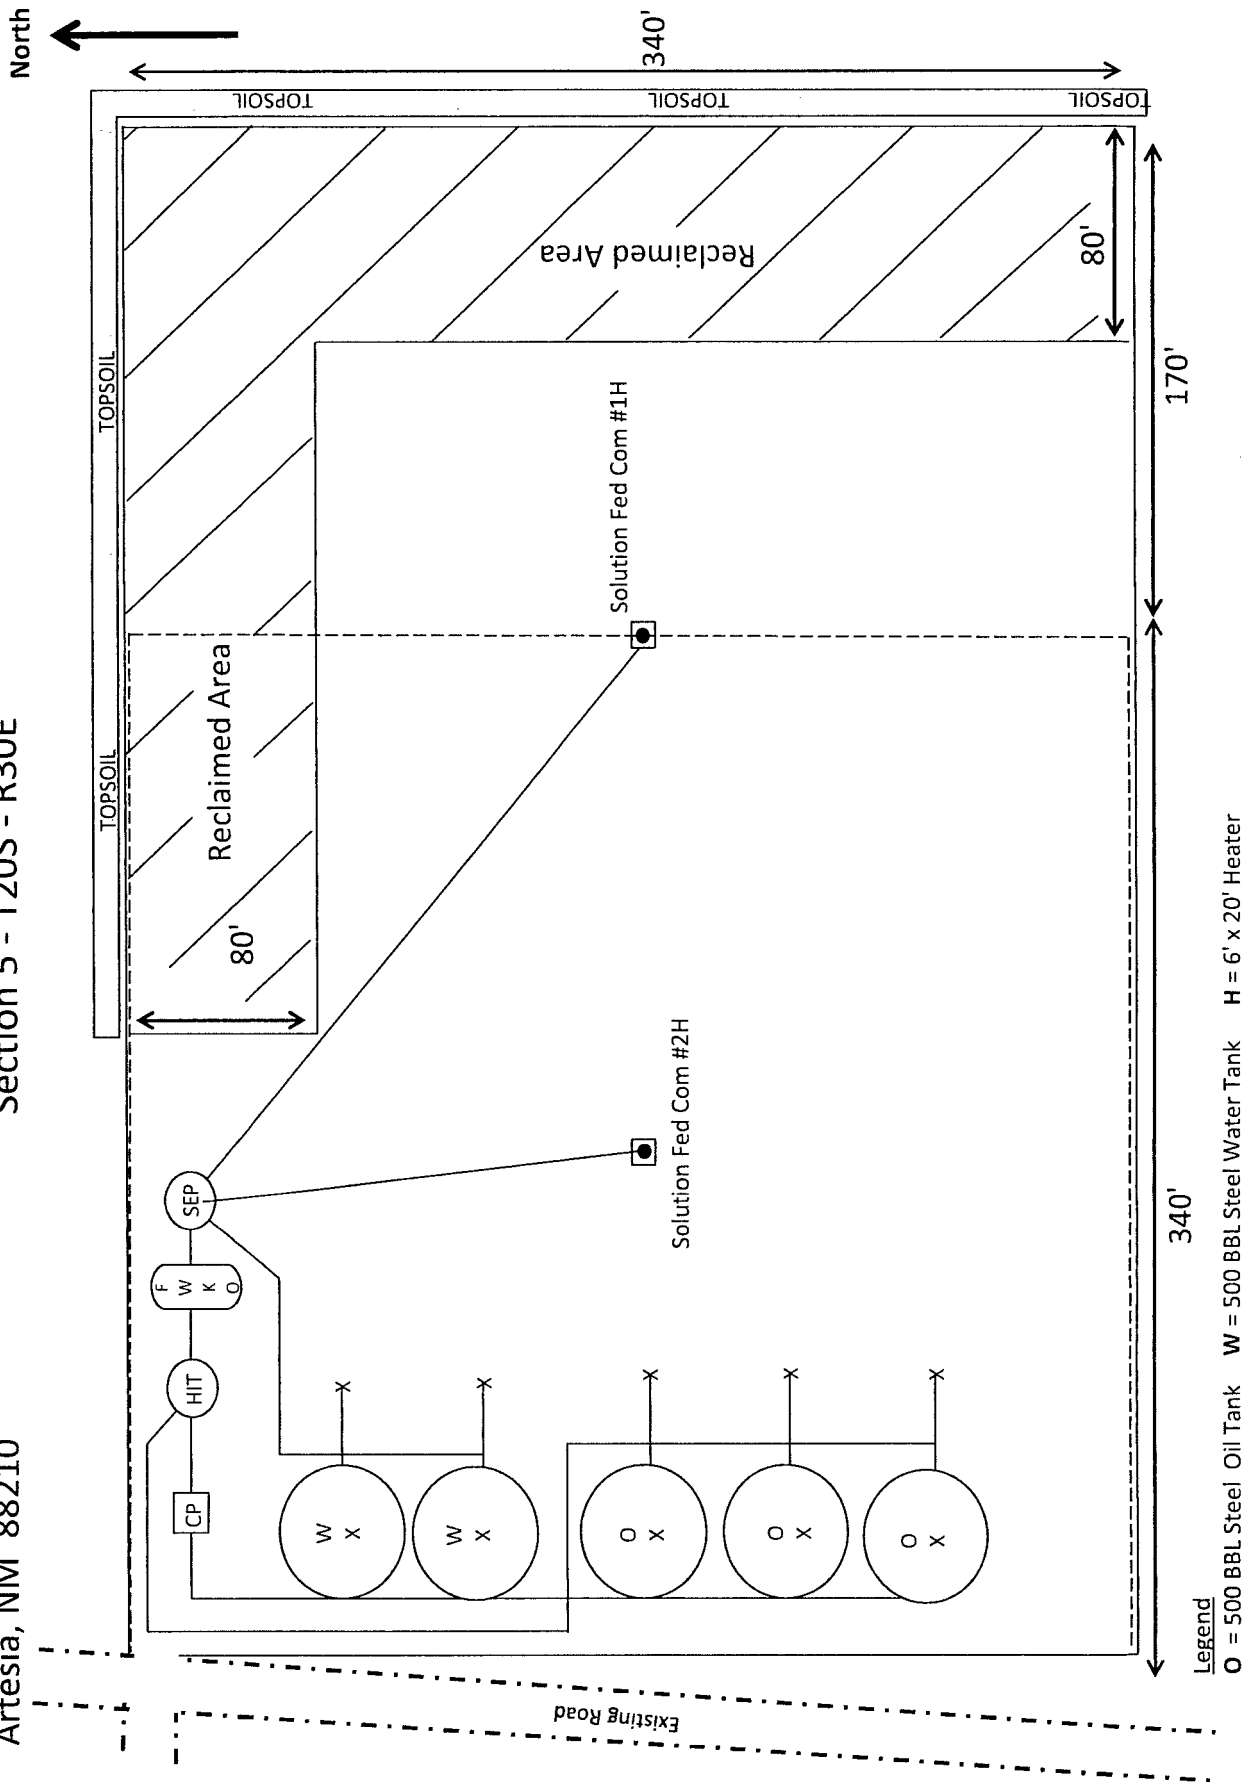 Artesia, NM 88210
Section 5 - T20S - R30E
North
TOPSOIL
TOPSOIL
SEP
F
W
K
O
HIT
CP
80'
Reclaimed Area
TOPSOIL
W
X
X
W
X
X
Solution Fed Com #1H
Reclaimed Area
340'
TOPSOIL
Existing Road
O
X
X
Solution Fed Com #2H
O
X
X
O
X
X
80'
TOPSOIL
340'
170'
Legend
O = 500 BBL Steel Oil Tank W = 500 BBL Steel Water Tank H = 6' x 20' Heater